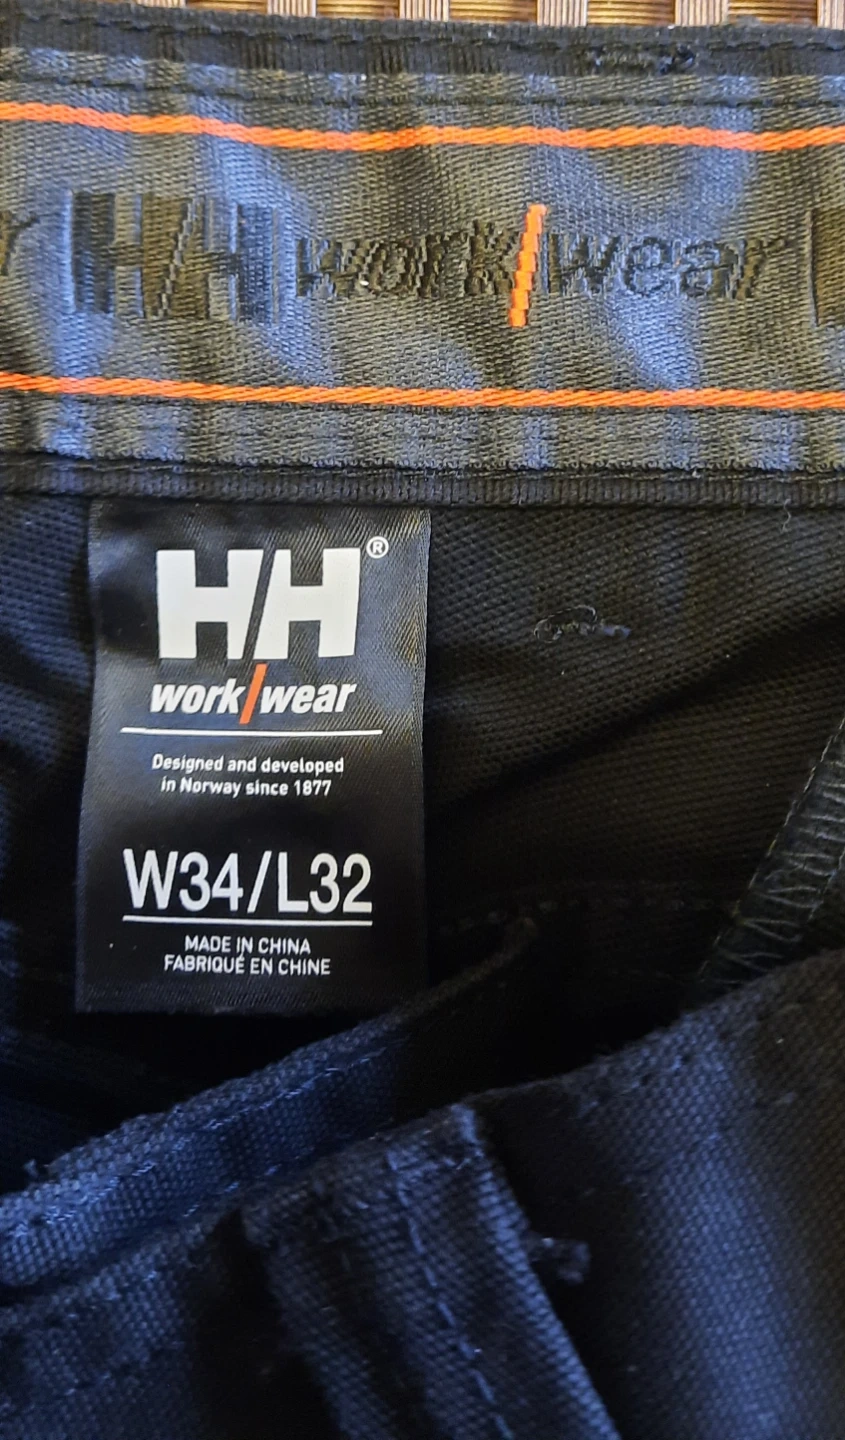 r HH work/wear
HH®
work/wear
Designed and developed
in Norway since 1877
W34/L32
MADE IN CHINA
FABRIQUÉ EN CHINE